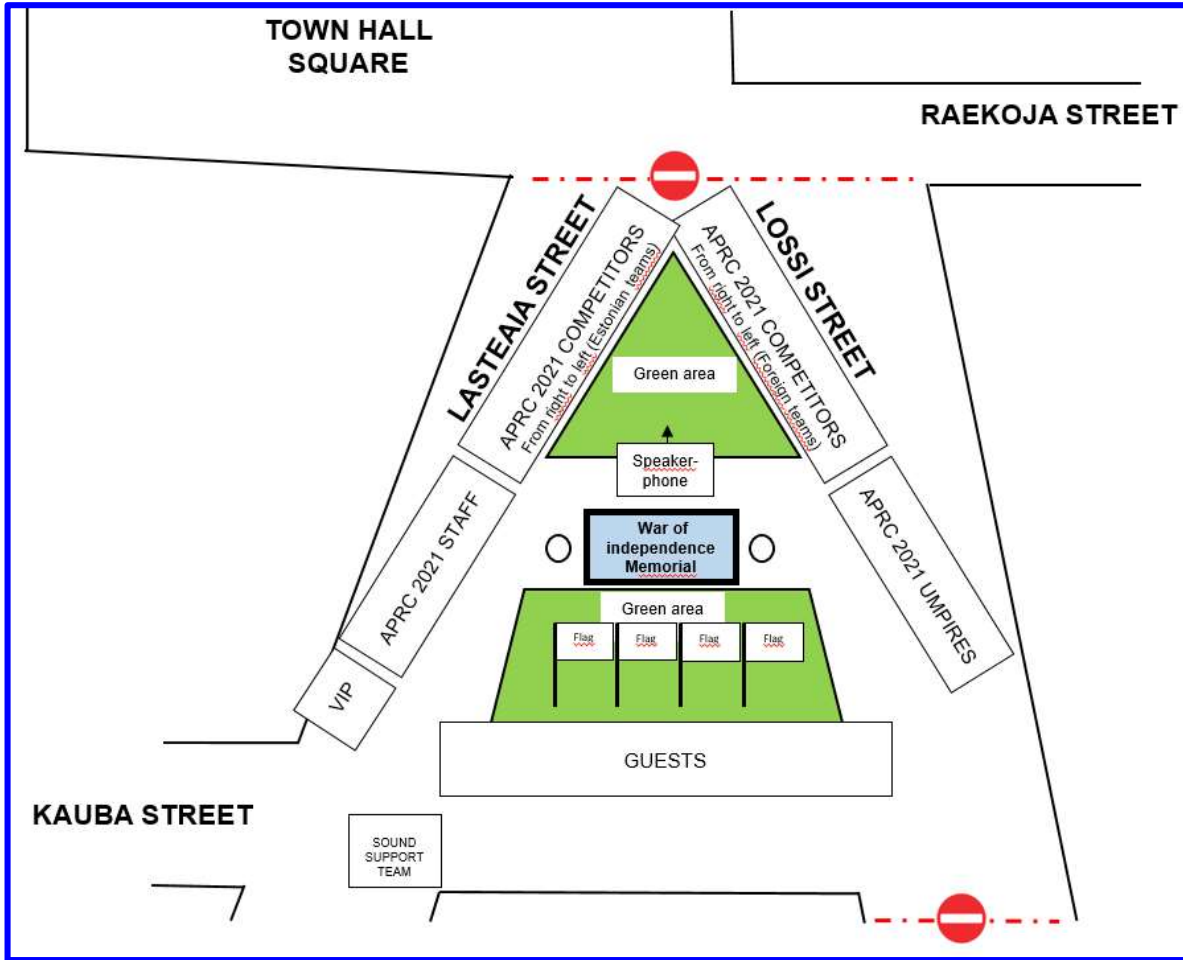 TOWN HALL
SQUARE
RAEKOJA STREET
LASTEAIA STREET
APRC 2021 COMPETITORS
From right to left (Estonian teams)
LOSSI STREET
APRC 2021 COMPETITORS
From right to left (Foreign teams)
Green area
Speaker-
phone
APRC 2021 STAFF
War of
independence
Memorial
APRC 2021 UMPIRES
Green area
Flag
Flag
Flag
Flag
VIP
GUESTS
KAUBA STREET
SOUND
SUPPORT
TEAM